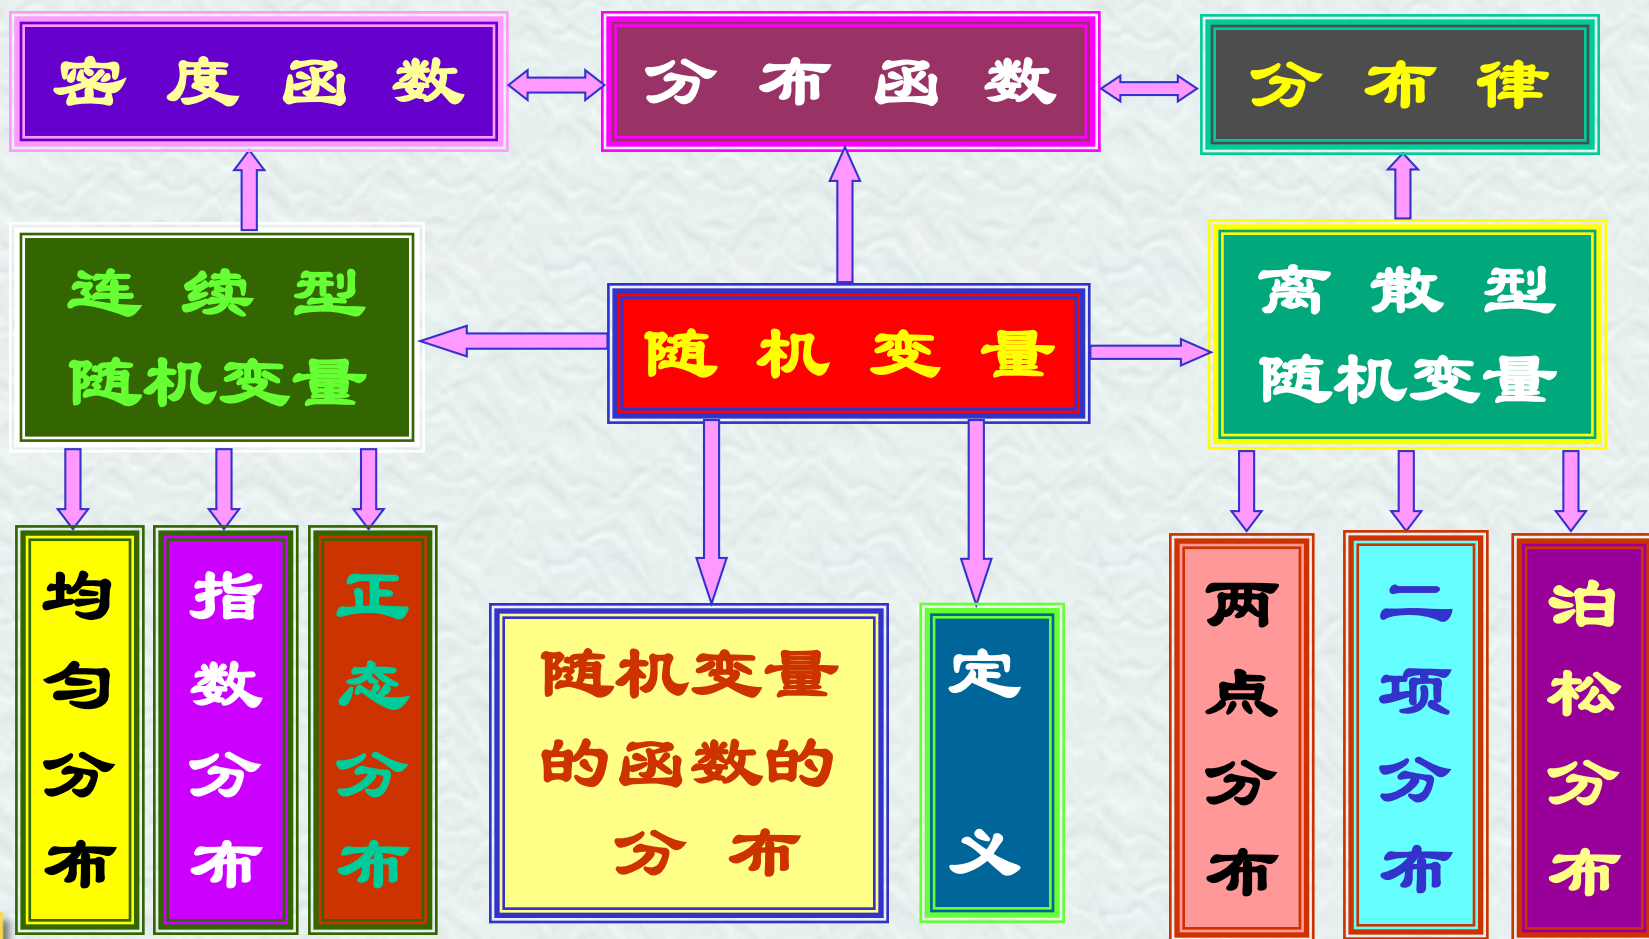 密度函数
分布函数
分布律
连续型
随机变量
随机变量
离散型
随机变量
均匀分布
指数分布
正态分布
随机变量
的函数的
分布
定义
两点分布
二项分布
泊松分布